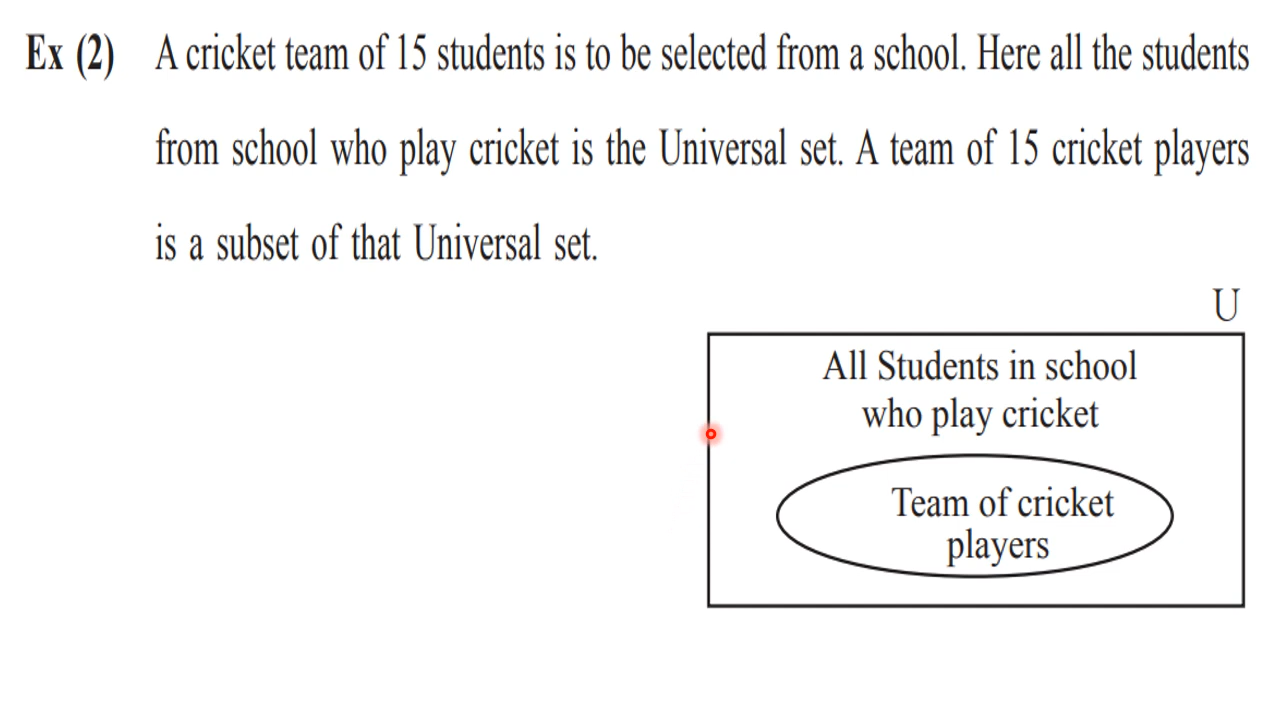 Ex (2) A cricket team of 15 students is to be selected from a school. Here all the students
from school who play cricket is the Universal set. A team of 15 cricket players
is a subset of that Universal set.
U
All Students in school
who play cricket
Team of cricket
players